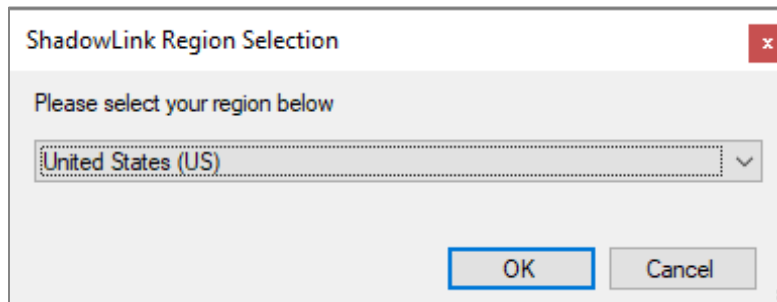 ShadowLink Region Selection
x
Please select your region below
United States (US)
OK
Cancel